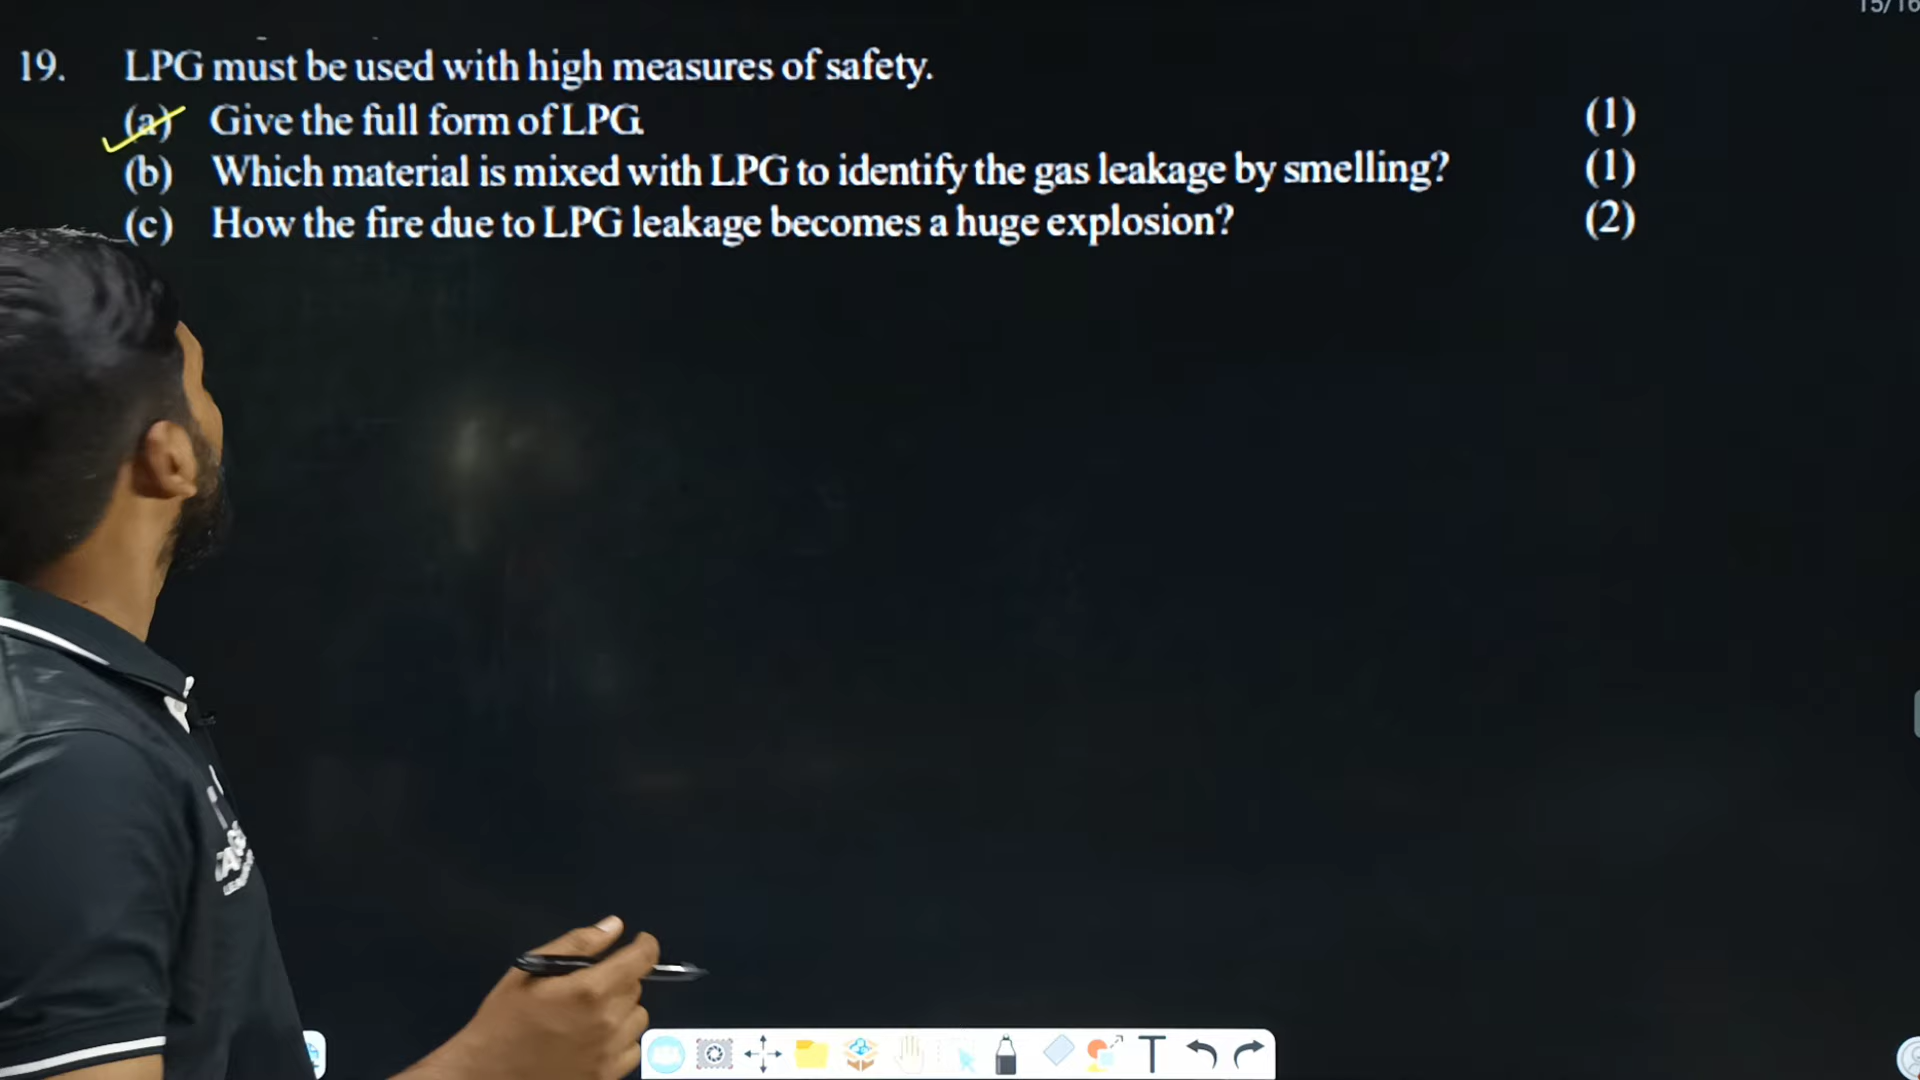 15/16
19. LPG must be used with high measures of safety.
(a) Give the full form of LPG. (1)
(b) Which material is mixed with LPG to identify the gas leakage by smelling? (1)
(c) How the fire due to LPG leakage becomes a huge explosion? (2)
T